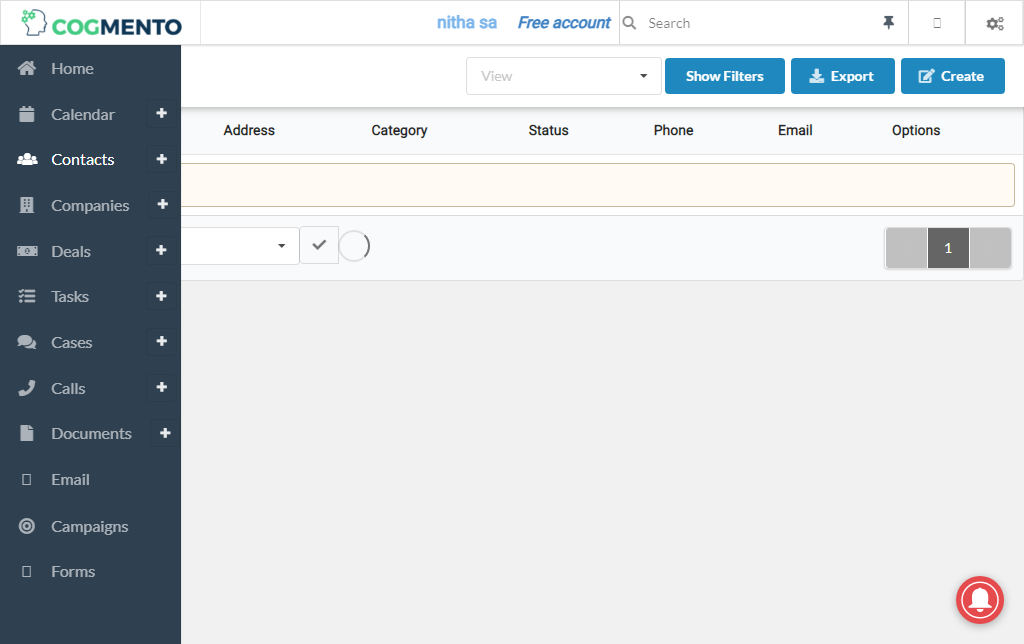 COGMENTO
nitha sa Free account Search
Home
Calendar
Contacts
Companies
Deals
Tasks
Cases
Calls
Documents
Email
Campaigns
Forms
View Show Filters Export Create
Address Category Status Phone Email Options
1